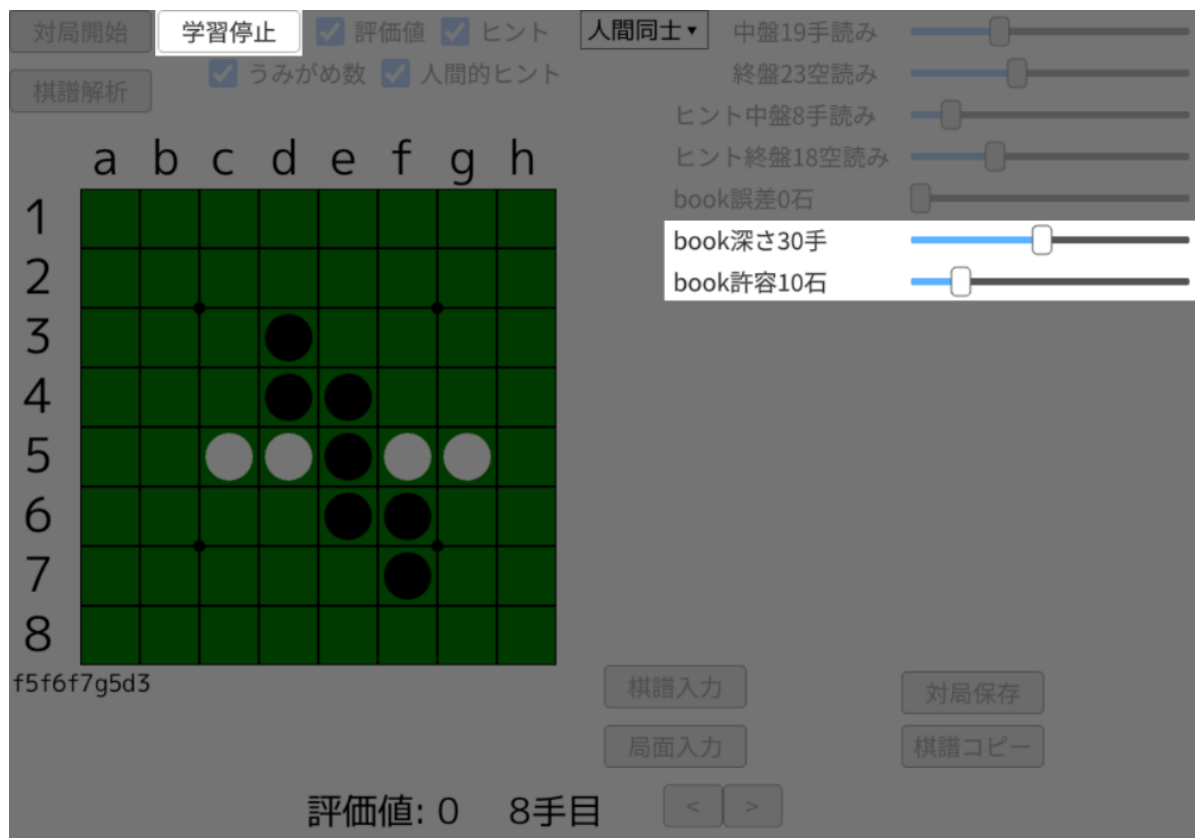 対局開始 学習停止 評価値 ヒント 人間同士▾ 中盤19手読み
うみがめ数 人間的ヒント 終盤23空読み
棋譜解析
ヒント中盤8手読み
ヒント終盤18空読み
book誤差0石
book深さ30手
book許容10石
a b c d e f g h
1
2
3
4
5
6
7
8
f5f6f7g5d3
棋譜入力 対局保存
局面入力 棋譜コピー
評価値: 0 8手目 < >